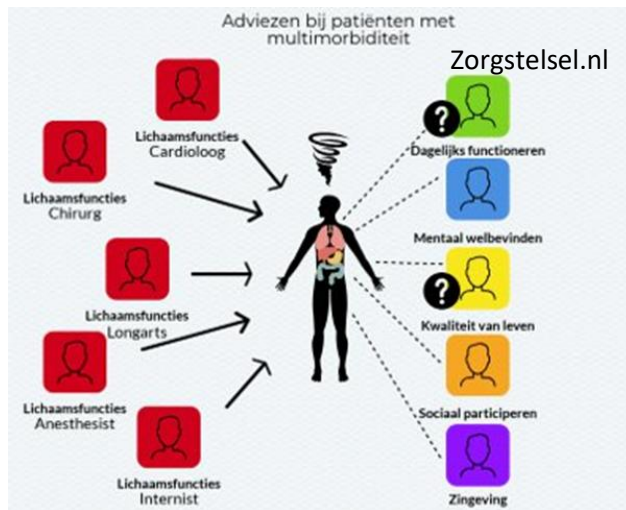 Adviezen bij patiënten met
multimorbiditeit
Zorgstelsel.nl
Lichaamsfuncties
Cardioloog
Lichaamsfuncties
Chirurg
Lichaamsfuncties
Longarts
Lichaamsfuncties
Anesthesist
Lichaamsfuncties
Internist
?
Dagelijks functioneren
Mentaal welbevinden
?
Kwaliteit van leven
Sociaal participeren
Zingeving